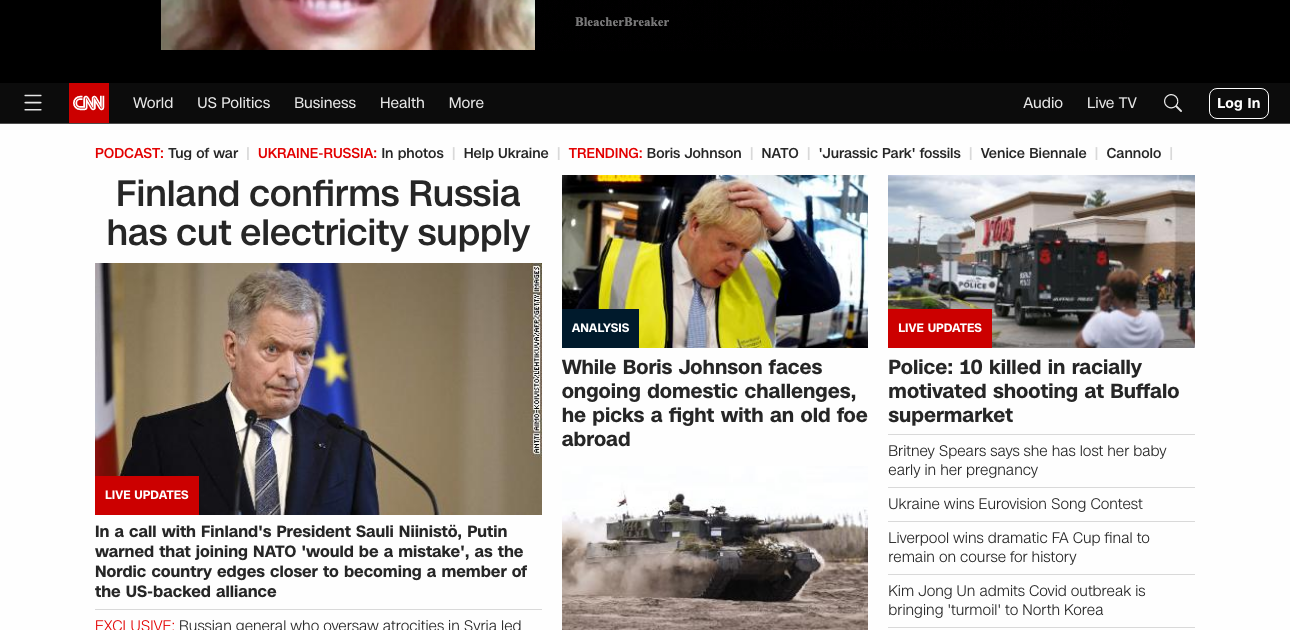 BleacherBreaker
CNN
World
US Politics
Business
Health
More
Audio
Live TV
Log In
PODCAST: Tug of war | UKRAINE-RUSSIA: In photos | Help Ukraine | TRENDING: Boris Johnson | NATO | 'Jurassic Park' fossils | Venice Biennale | Cannolo |
Finland confirms Russia
has cut electricity supply
ANTTI AIMO-KOIVISTO/LEHTIKUVA/AFP/GETTY IMAGES
LIVE UPDATES
In a call with Finland's President Sauli Niinistö, Putin
warned that joining NATO 'would be a mistake', as the
Nordic country edges closer to becoming a member of
the US-backed alliance
EXCLUSIVE: Russian general who oversaw atrocities in Syria led
ANALYSIS
While Boris Johnson faces
ongoing domestic challenges,
he picks a fight with an old foe
abroad
POLICE
LIVE UPDATES
Police: 10 killed in racially
motivated shooting at Buffalo
supermarket
Britney Spears says she has lost her baby
early in her pregnancy
Ukraine wins Eurovision Song Contest
Liverpool wins dramatic FA Cup final to
remain on course for history
Kim Jong Un admits Covid outbreak is
bringing 'turmoil' to North Korea